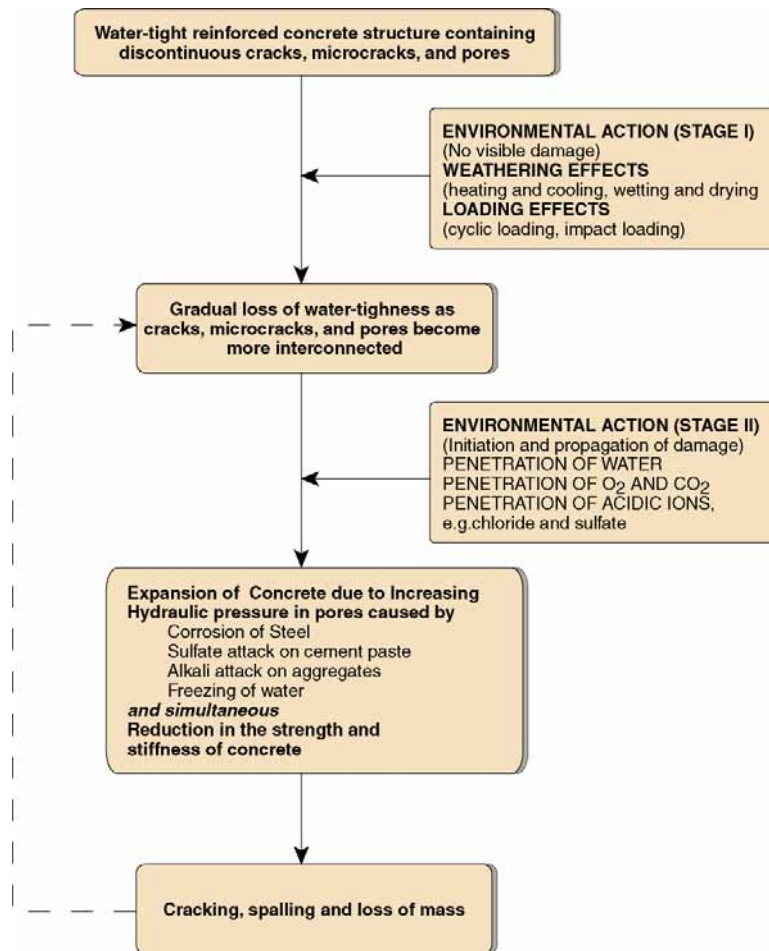 Water-tight reinforced concrete structure containing
discontinuous cracks, microcracks, and pores
ENVIRONMENTAL ACTION (STAGE I)
(No visible damage)
WEATHERING EFFECTS
(heating and cooling, wetting and drying
LOADING EFFECTS
(cyclic loading, impact loading)
Gradual loss of water-tighness as
cracks, microcracks, and pores become
more interconnected
ENVIRONMENTAL ACTION (STAGE II)
(Initiation and propagation of damage)
PENETRATION OF WATER
PENETRATION OF O2 AND CO2
PENETRATION OF ACIDIC IONS,
e.g.chloride and sulfate
Expansion of Concrete due to Increasing
Hydraulic pressure in pores caused by
Corrosion of Steel
Sulfate attack on cement paste
Alkali attack on aggregates
Freezing of water
and simultaneous
Reduction in the strength and
stiffness of concrete
Cracking, spalling and loss of mass